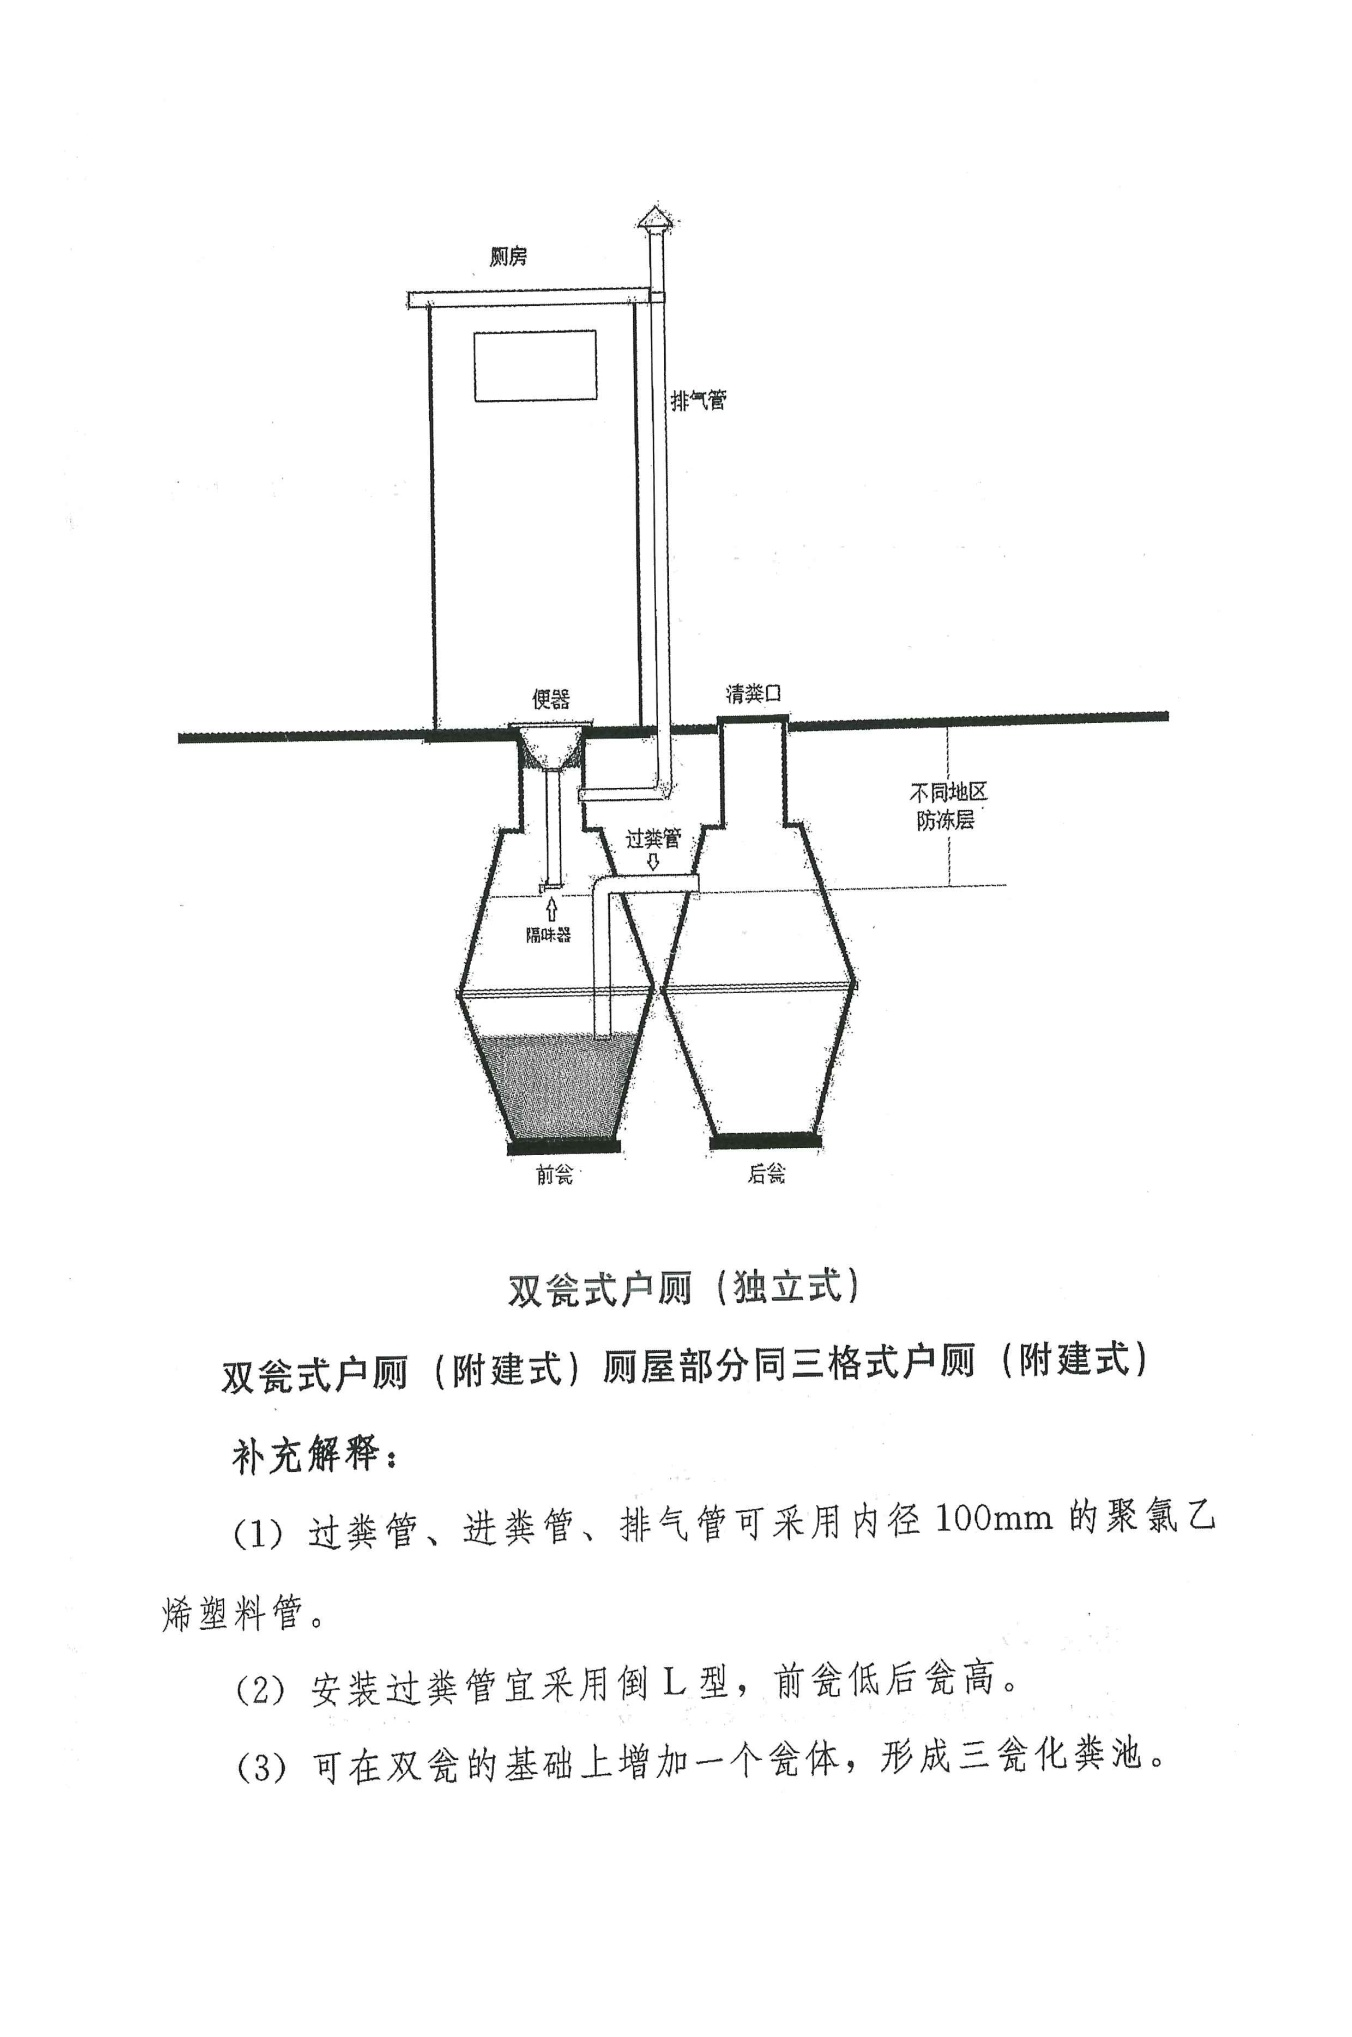 厕房
排气管
便器
清粪口
不同地区
防冻层
过粪管
隔味器
前瓮
后瓮
双瓮式户厕（独立式）
双瓮式户厕（附建式）厕屋部分同三格式户厕（附建式）
补充解释：
（1）过粪管、进粪管、排气管可采用内径 100mm 的聚氯乙
烯塑料管。
（2）安装过粪管宜采用倒 L 型，前瓮低后瓮高。
（3）可在双瓮的基础上增加一个瓮体，形成三瓮化粪池。